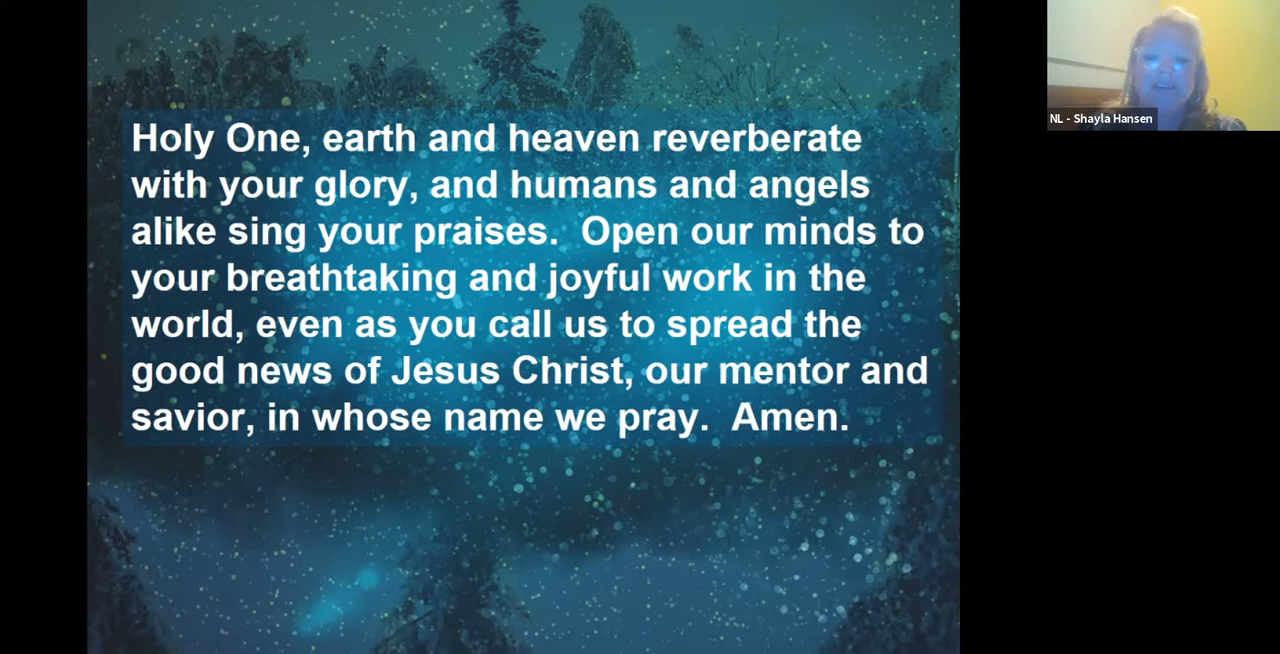 Holy One, earth and heaven reverberate
with your glory, and humans and angels
alike sing your praises.  Open our minds to
your breathtaking and joyful work in the
world, even as you call us to spread the
good news of Jesus Christ, our mentor and
savior, in whose name we pray.  Amen.
NL - Shayla Hansen